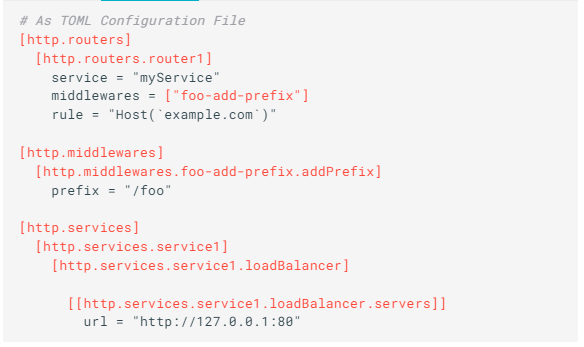 # As TOML Configuration File
[http.routers]
  [http.routers.router1]
    service = "myService"
    middlewares = ["foo-add-prefix"]
    rule = "Host(`example.com`)"

[http.middlewares]
  [http.middlewares.foo-add-prefix.addPrefix]
    prefix = "/foo"

[http.services]
  [http.services.service1]
    [http.services.service1.loadBalancer]

      [[http.services.service1.loadBalancer.servers]]
        url = "http://127.0.0.1:80"